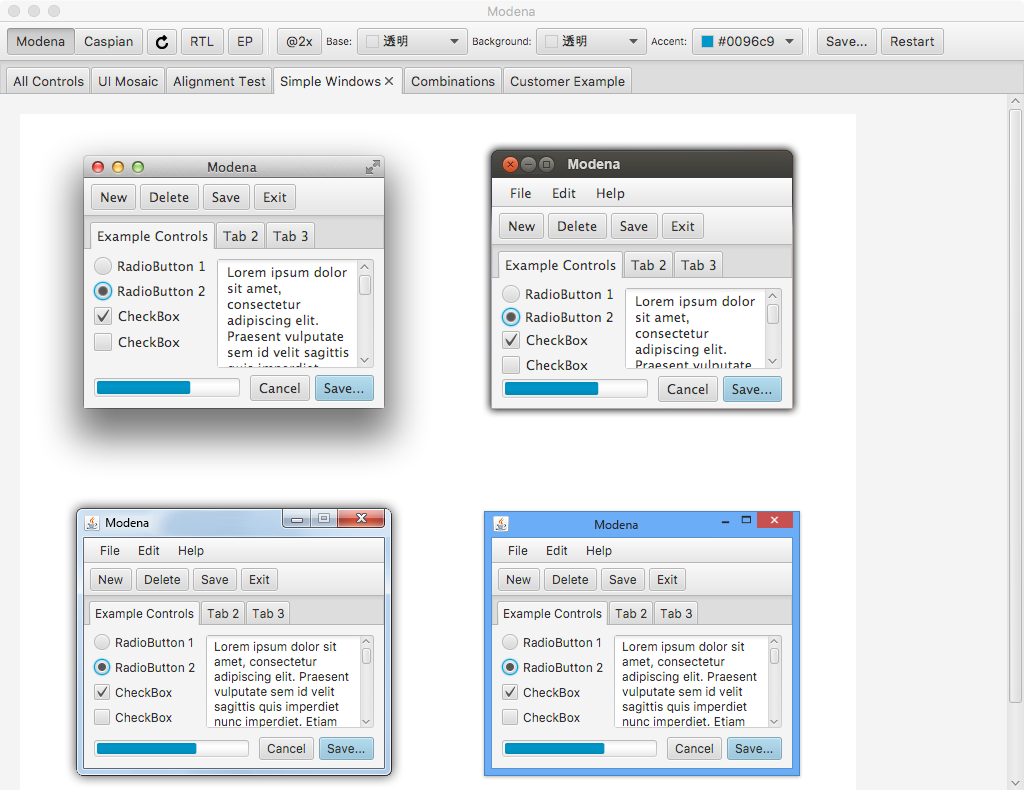 Modena
Modena Caspian RTL EP @2x Base: 透明 Background: 透明 Accent: #0096c9 Save... Restart
All Controls UI Mosaic Alignment Test Simple Windows Combinations Customer Example
Modena
New Delete Save Exit
Example Controls Tab 2 Tab 3
RadioButton 1
RadioButton 2
CheckBox
CheckBox
Lorem ipsum dolor
sit amet,
consectetur
adipiscing elit.
Praesent vulputate
sem id velit sagittis
quis imperdiet
Cancel Save...
Modena
File Edit Help
New Delete Save Exit
Example Controls Tab 2 Tab 3
RadioButton 1
RadioButton 2
CheckBox
CheckBox
Lorem ipsum dolor
sit amet,
consectetur
adipiscing elit.
Praesent vulputate
Cancel Save...
Modena
File Edit Help
New Delete Save Exit
Example Controls Tab 2 Tab 3
RadioButton 1
RadioButton 2
CheckBox
CheckBox
Lorem ipsum dolor sit
amet, consectetur
adipiscing elit. Praesent
vulputate sem id velit
sagittis quis imperdiet
nunc imperdiet. Etiam
Cancel Save...
Modena
File Edit Help
New Delete Save Exit
Example Controls Tab 2 Tab 3
RadioButton 1
RadioButton 2
CheckBox
CheckBox
Lorem ipsum dolor sit
amet, consectetur
adipiscing elit. Praesent
vulputate sem id velit
sagittis quis imperdiet
nunc imperdiet. Etiam
Cancel Save...